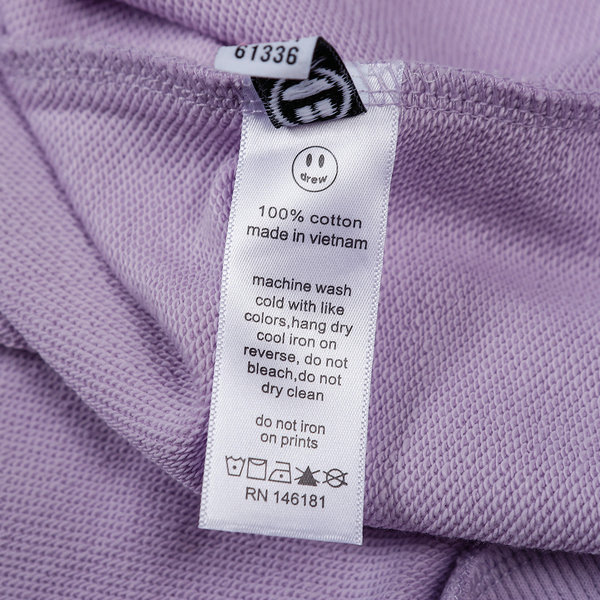 61336
drew
100% cotton
made in vietnam
machine wash
cold with like
colors,hang dry
cool iron on
reverse, do not
bleach,do not
dry clean
do not iron
on prints
RN 146181